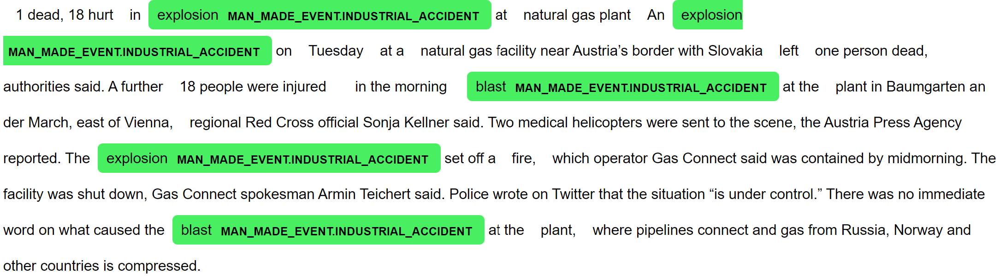 1 dead, 18 hurt in explosion MAN_MADE_EVENT.INDUSTRIAL_ACCIDENT at natural gas plant An explosion
MAN_MADE_EVENT.INDUSTRIAL_ACCIDENT on Tuesday at a natural gas facility near Austria’s border with Slovakia left one person dead,
authorities said. A further 18 people were injured in the morning blast MAN_MADE_EVENT.INDUSTRIAL_ACCIDENT at the plant in Baumgarten an
der March, east of Vienna, regional Red Cross official Sonja Kellner said. Two medical helicopters were sent to the scene, the Austria Press Agency
reported. The explosion MAN_MADE_EVENT.INDUSTRIAL_ACCIDENT set off a fire, which operator Gas Connect said was contained by midmorning. The
facility was shut down, Gas Connect spokesman Armin Teichert said. Police wrote on Twitter that the situation “is under control.” There was no immediate
word on what caused the blast MAN_MADE_EVENT.INDUSTRIAL_ACCIDENT at the plant, where pipelines connect and gas from Russia, Norway and
other countries is compressed.